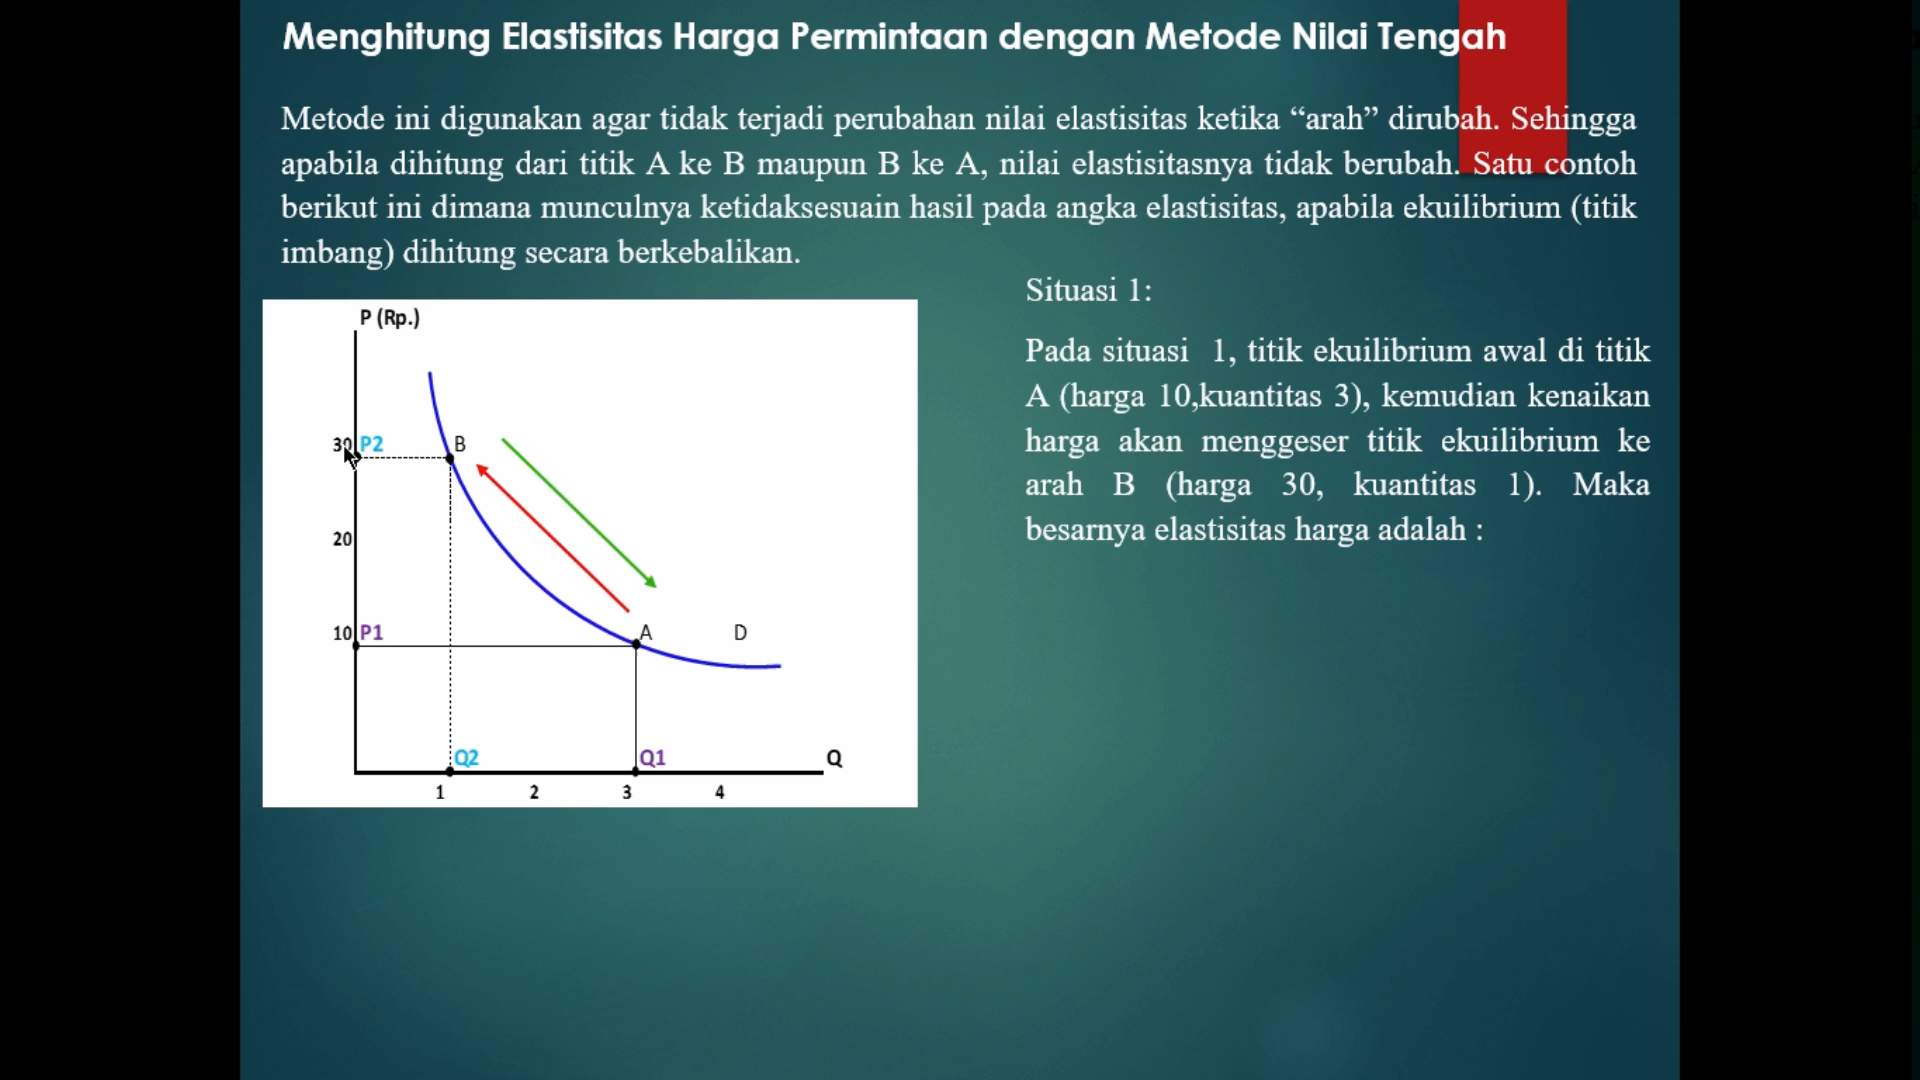 Menghitung Elastisitas Harga Permintaan dengan Metode Nilai Tengah
Metode ini digunakan agar tidak terjadi perubahan nilai elastisitas ketika “arah” dirubah. Sehingga
apabila dihitung dari titik A ke B maupun B ke A, nilai elastisitasnya tidak berubah. Satu contoh
berikut ini dimana munculnya ketidaksesuain hasil pada angka elastisitas, apabila ekuilibrium (titik
imbang) dihitung secara berkebalikan.
P (Rp.)
30 P2 B
20
10 P1 A D
Q2 Q1 Q
1 2 3 4
Situasi 1:
Pada situasi 1, titik ekuilibrium awal di titik
A (harga 10,kuantitas 3), kemudian kenaikan
harga akan menggeser titik ekuilibrium ke
arah B (harga 30, kuantitas 1). Maka
besarnya elastisitas harga adalah :